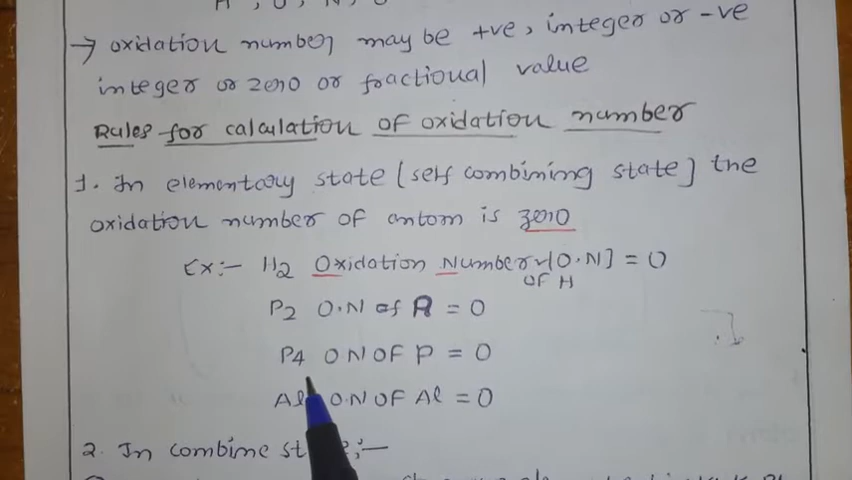 → oxidation number may be +ve, integer or -ve
integer or zero or fractional value
Rules for calculation OF oxidation number
1. In elementary state [self combining state] the
oxidation number of antom is zero
Ex:- H2 Oxidation Number [O.N] = 0
OF H
P2 O.N of = 0
P4 O N OF P = 0
Al O.N OF Al = 0
2. In combine :-